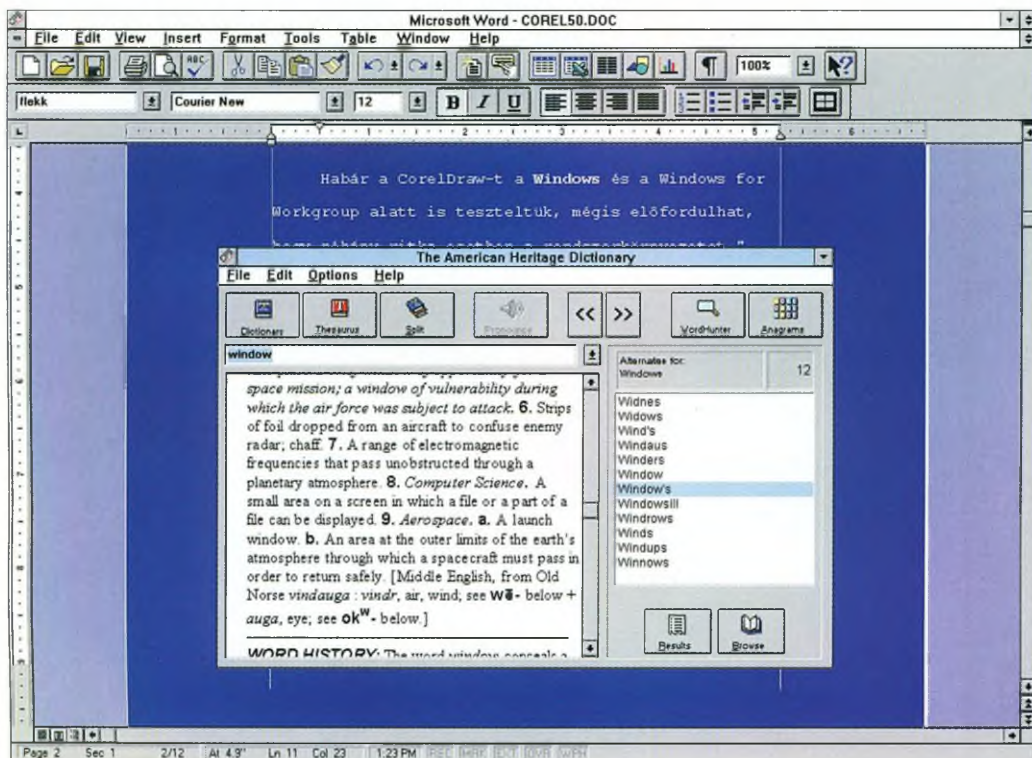 Microsoft Word - COREL50.DOC
File Edit View Insert Format Tools Table Window Help
ABC
100%
flekk
Courier New
12
B I U
1 1 2 3 4 5 6
Habár a CorelDraw-t a Windows és a Windows for
Workgroup alatt is teszteltük, mégis előfordulhat,
The American Heritage Dictionary
File Edit Options Help
Dictionary Thesaurus Split Pronounce << >> WordHunter Anagrams
window
space mission; a window of vulnerability during
which the air force was subject to attack. 6. Strips
of foil dropped from an aircraft to confuse enemy
radar; chaff. 7. A range of electromagnetic
frequencies that pass unobstructed through a
planetary atmosphere. 8. Computer Science. A
small area on a screen in which a file or a part of a
file can be displayed. 9. Aerospace. a. A launch
window. b. An area at the outer limits of the earth's
atmosphere through which a spacecraft must pass in
order to return safely. [Middle English, from Old
Norse vindauga : vindr, air, wind; see wē- below +
auga, eye; see okʷ- below.]
WORD HISTORY: The word window conceals a
Alternates for:
Windows
12
Widnes
Widows
Wind's
Windaus
Winders
Window
Window's
Windowsill
Windrows
Winds
Windups
Winnows
Results Browse
Page 2 Sec 1 2/12 At 4.9" Ln 11 Col 23 1:23 PM REC MRK EXT OVR WPH